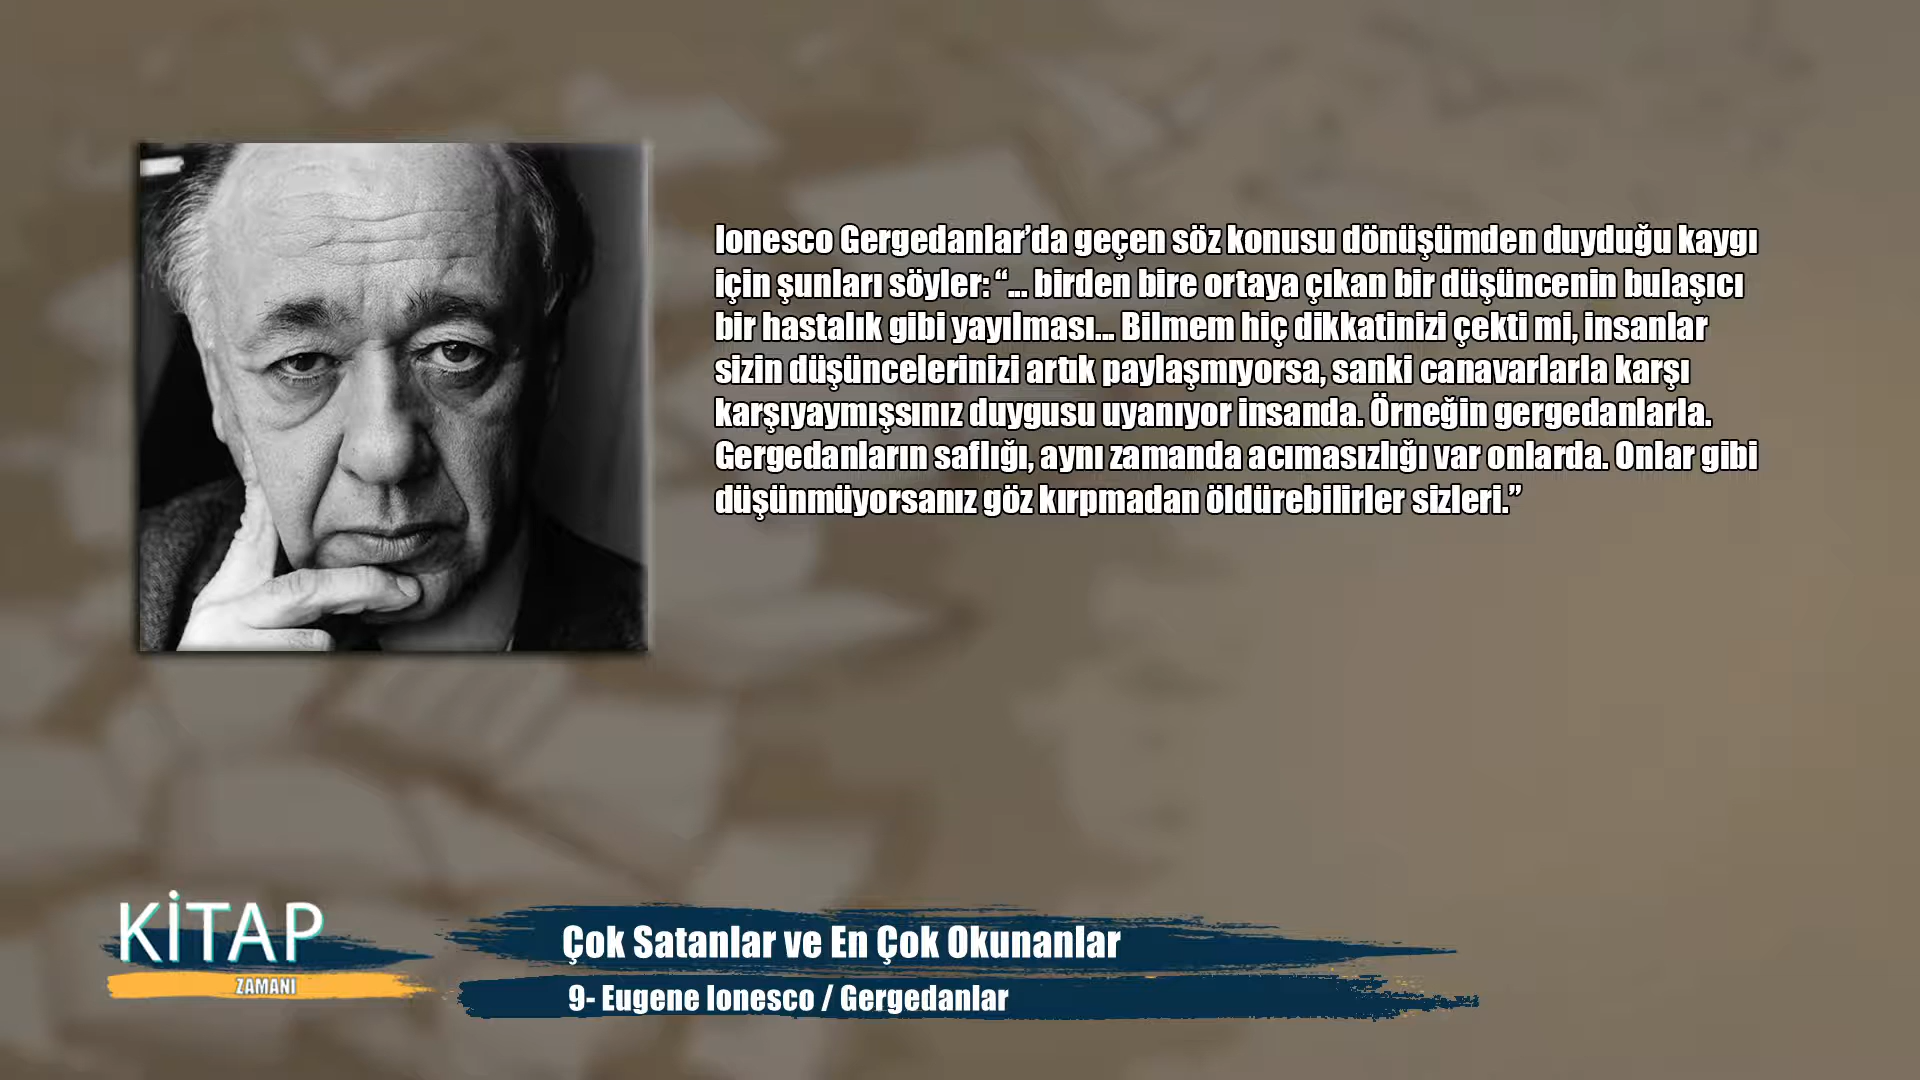 Ionesco Gergedanlar’da geçen söz konusu dönüşümden duyduğu kaygı
için şunları söyler: “... birden bire ortaya çıkan bir düşüncenin bulaşıcı
bir hastalık gibi yayılması... Bilmem hiç dikkatinizi çekti mi, insanlar
sizin düşüncelerinizi artık paylaşmıyorsa, sanki canavarlarla karşı
karşıyaymışsınız duygusu uyanıyor insanda. Örneğin gergedanlarla.
Gergedanların saflığı, aynı zamanda acımasızlığı var onlarda. Onlar gibi
düşünmüyorsanız göz kırpmadan öldürebilirler sizleri.”
KİTAP
ZAMANI
Çok Satanlar ve En Çok Okunanlar
9- Eugene Ionesco / Gergedanlar